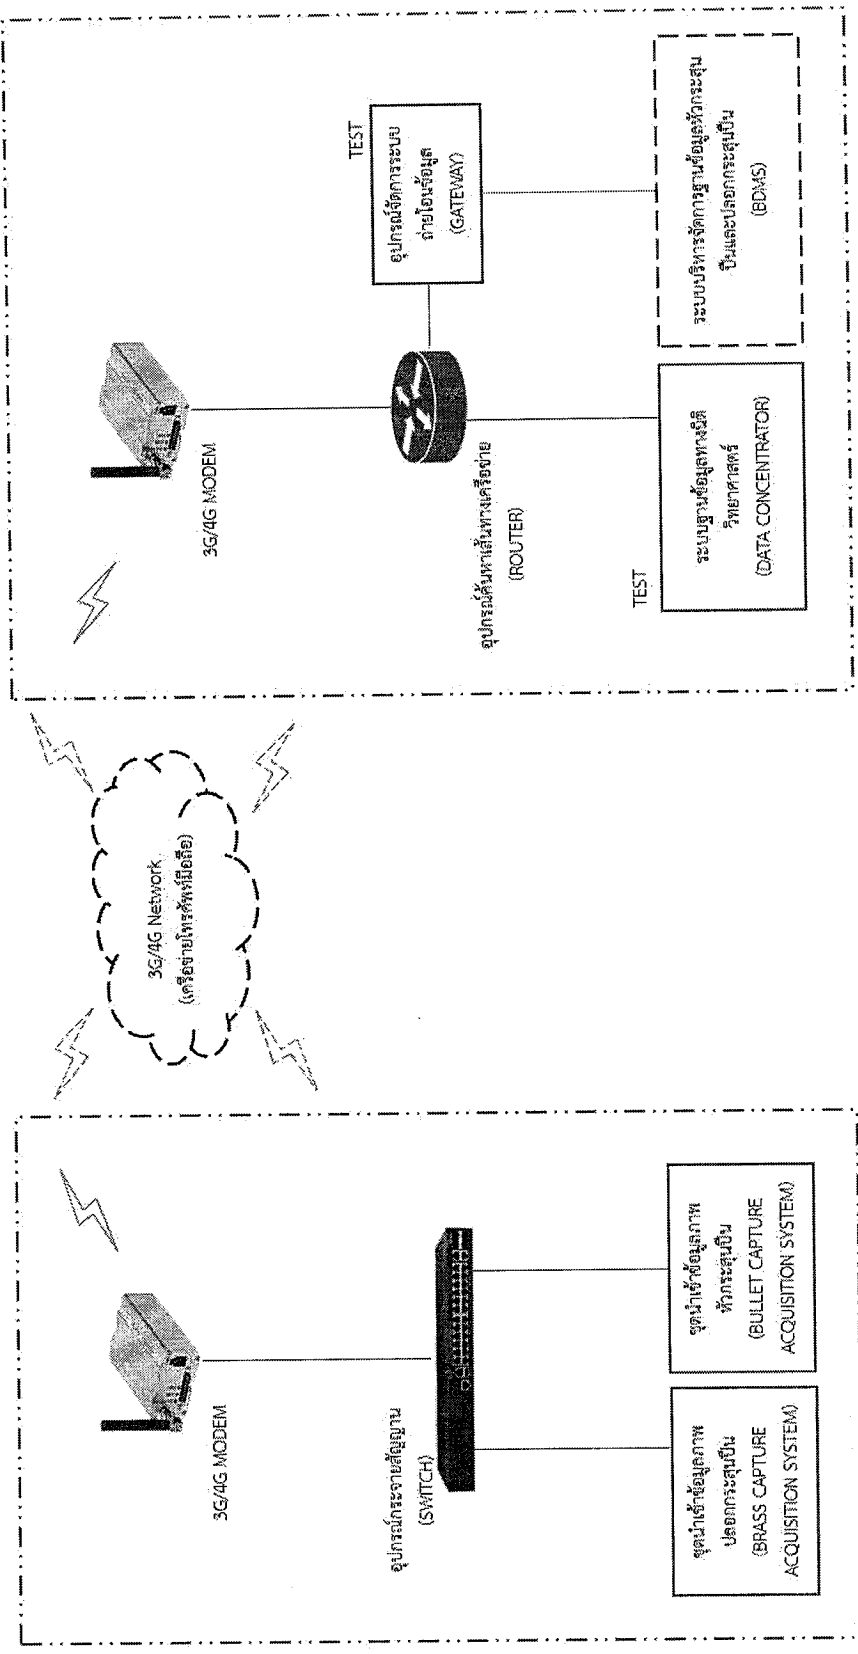 3G/4G MODEM
อุปกรณ์กระจายสัญญาณ
(SWITCH)
ชุดนำเข้าข้อมูลภาพ
ปลอกกระสุนปืน
(BRASS CAPTURE
ACQUISITION SYSTEM)
ชุดนำเข้าข้อมูลภาพ
หัวกระสุนปืน
(BULLET CAPTURE
ACQUISITION SYSTEM)
3G/4G Network
(เครือข่ายโทรศัพท์มือถือ)
3G/4G MODEM
อุปกรณ์ค้นหาเส้นทางเครือข่าย
(ROUTER)
TEST
อุปกรณ์จัดการระบบ
ถ่ายโอนข้อมูล
(GATEWAY)
TEST
ระบบฐานข้อมูลทางนิติ
วิทยาศาสตร์
(DATA CONCENTRATOR)
ระบบบริหารจัดการฐานข้อมูลหัวกระสุน
ปืนและปลอกกระสุนปืน
(BDMS)